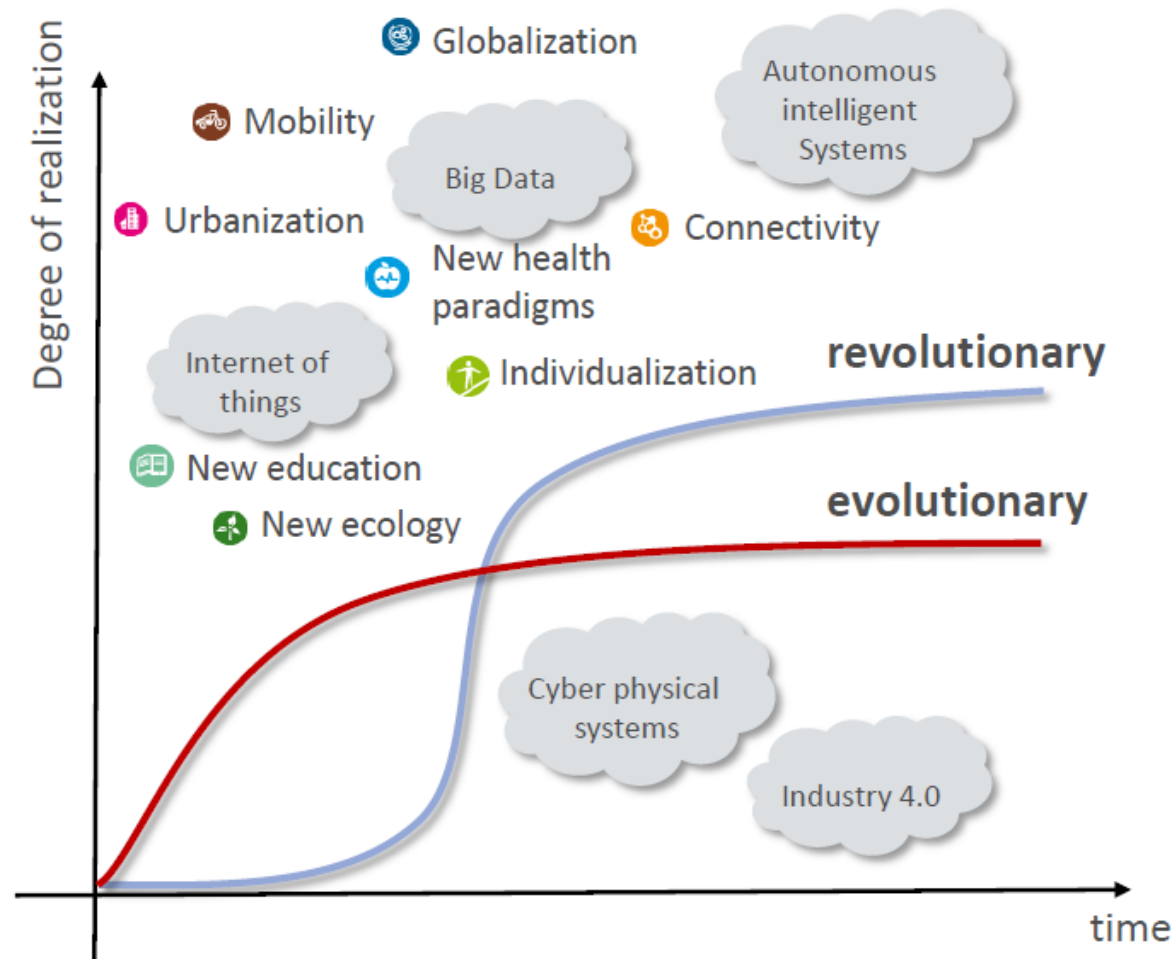 Degree of realization
Globalization
Autonomous
intelligent
Systems
Mobility
Big Data
Urbanization
Connectivity
New health
paradigms
Internet of
things
revolutionary
Individualization
New education
evolutionary
New ecology
Cyber physical
systems
Industry 4.0
time